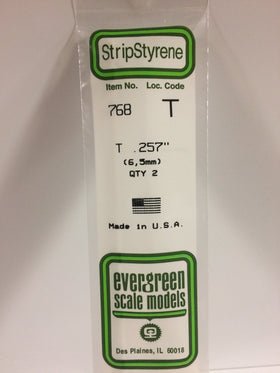 StripStyrene
Item No. Loc. Code
768 T
T .257"
(6,5mm)
QTY 2
Made in U.S.A.
evergreen
scale models
Des Plaines, IL 60018